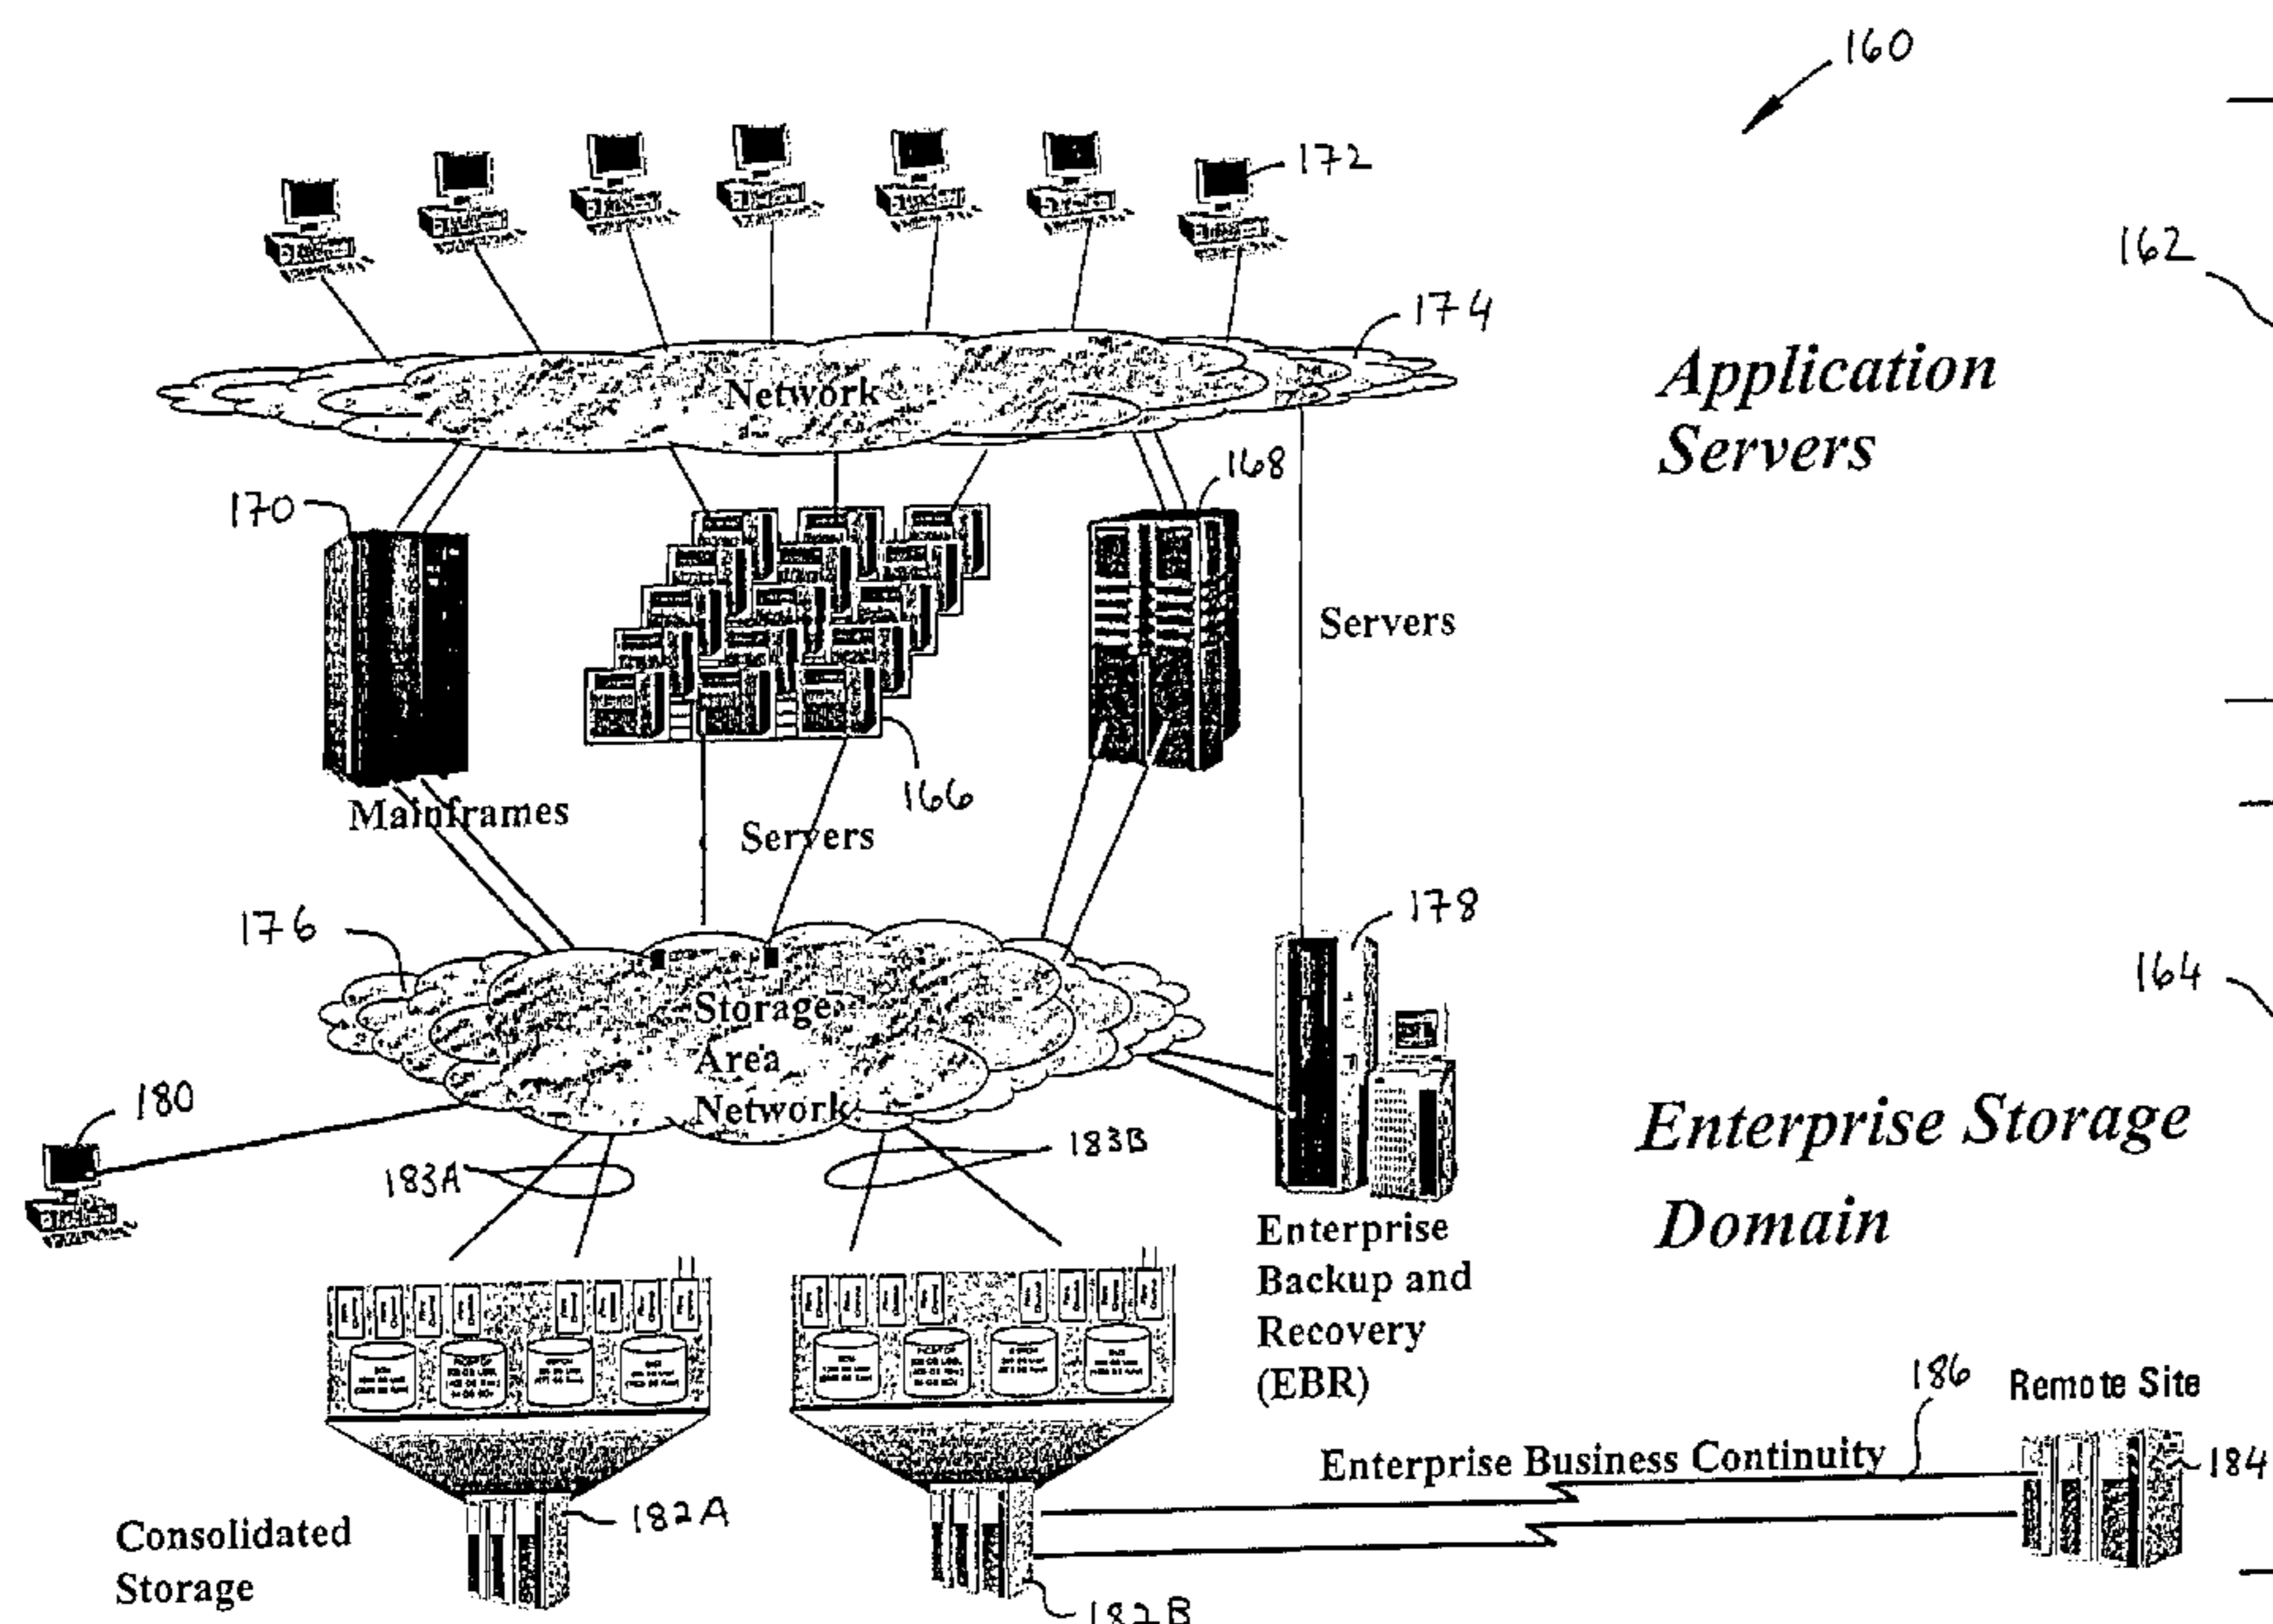 160
172
162
174
Network
Application
Servers
170
168
Servers
166
Mainframes
Servers
176
178
Storage
Area
Network
164
180
183A
183B
Enterprise Storage
Domain
Enterprise
Backup and
Recovery
(EBR)
186
Remote Site
Enterprise Business Continuity
184
182A
Consolidated
Storage
182B